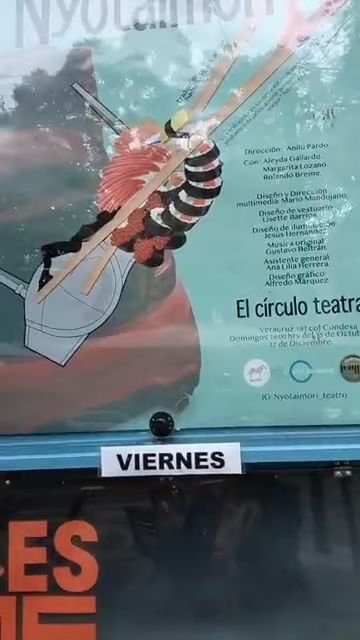 Nyotaimori
Dirección: Anilú Pardo
Con: Aleyda Gallardo
Margarita Lozano
Rolando Breme
Diseño y Dirección
multimedia: Mario Mandujano
Diseño de vestuario
Lisette Barrios
Diseño de iluminación
Jesús Hernández
Música original
Gustavo Beltrán
Asistente general
Ana Lilia Herrera
Diseño gráfico
Alfredo Márquez
El círculo teatra
Veracruz 107 col Condesa
Domingos 19:00 hrs del 16 de Octub
12 de Diciembre
IG: Nyotaimori_teatro
VIERNES
ES